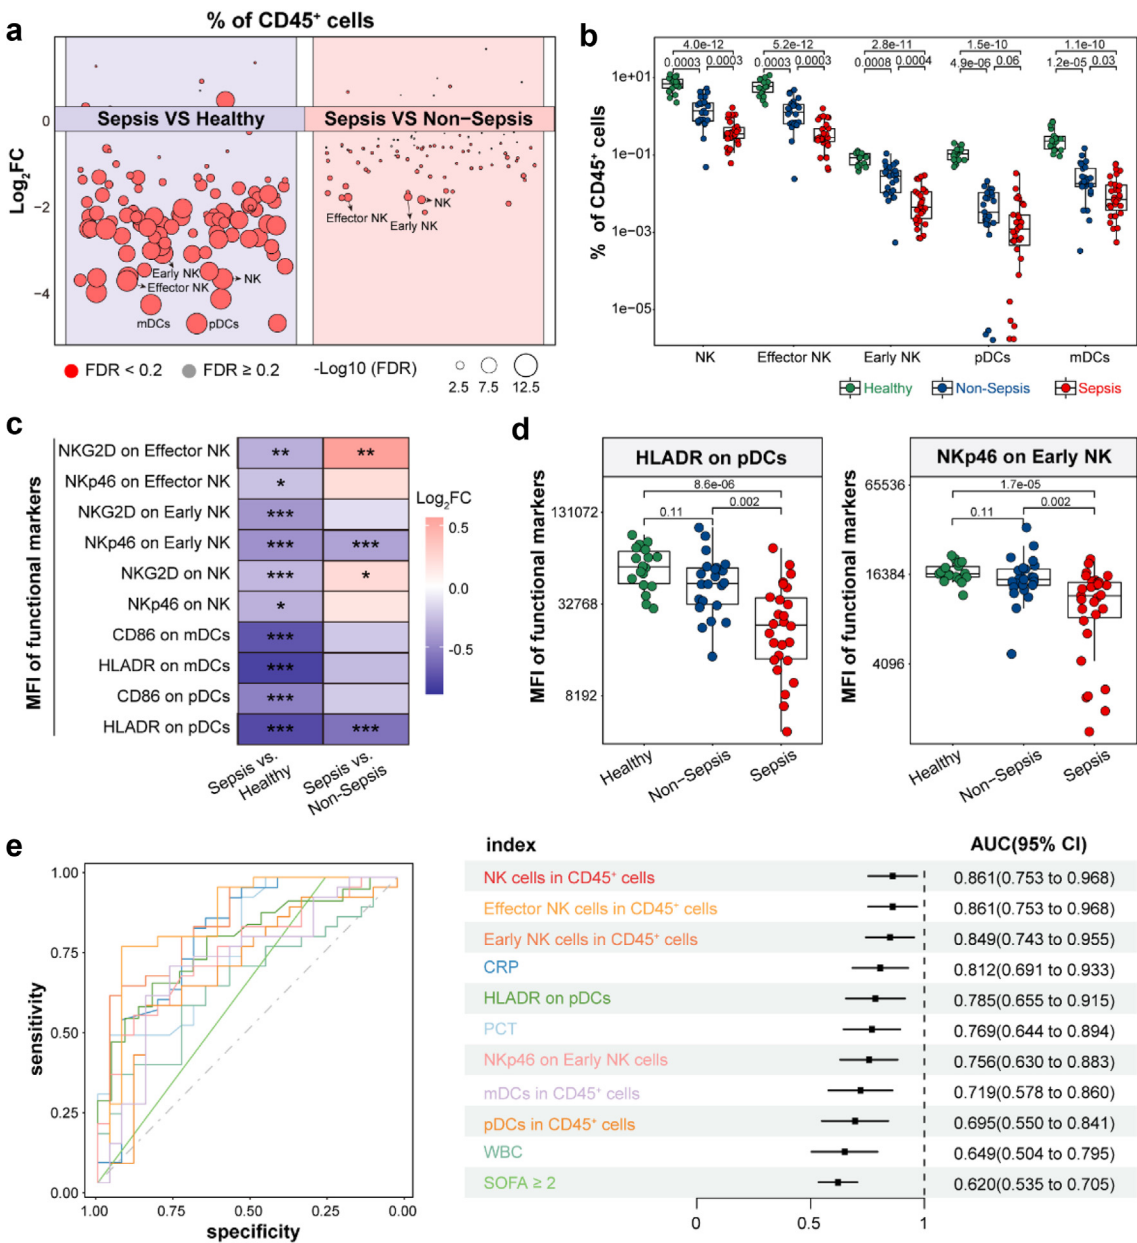 a
% of CD45⁺ cells
Log₂FC
0
−2
−4
Sepsis VS Healthy
Sepsis VS Non−Sepsis
Effector NK
NK
Early NK
Early NK
Effector NK
NK
mDCs
pDCs
FDR < 0.2
FDR ≥ 0.2
-Log10 (FDR)
2.5 7.5 12.5
b
% of CD45⁺ cells
1e+01
1e−01
1e−03
1e−05
4.0e-12 5.2e-12 2.8e-11 1.5e-10 1.1e-10
0.0003 0.0003 0.0003 0.0003 0.0008 0.0004 4.9e-06 0.06 1.2e-05 0.03
NK Effector NK Early NK pDCs mDCs
Healthy Non-Sepsis Sepsis
c
MFI of functional markers
NKG2D on Effector NK ** **
NKp46 on Effector NK *
NKG2D on Early NK ***
NKp46 on Early NK *** ***
NKG2D on NK *** *
NKp46 on NK *
CD86 on mDCs ***
HLADR on mDCs ***
CD86 on pDCs ***
HLADR on pDCs *** ***
Sepsis vs.
Healthy
Sepsis vs.
Non-Sepsis
Log₂FC
0.5
0.0
-0.5
d
HLADR on pDCs
MFI of functional markers
131072
32768
8192
8.6e-06
0.11
0.002
Healthy
Non-Sepsis
Sepsis
NKp46 on Early NK
MFI of functional markers
65536
16384
4096
1.7e-05
0.11
0.002
Healthy
Non-Sepsis
Sepsis
e
sensitivity
1.00
0.75
0.50
0.25
0.00
1.00 0.75 0.50 0.25 0.00
specificity
index AUC(95% CI)
NK cells in CD45⁺ cells 0.861(0.753 to 0.968)
Effector NK cells in CD45⁺ cells 0.861(0.753 to 0.968)
Early NK cells in CD45⁺ cells 0.849(0.743 to 0.955)
CRP 0.812(0.691 to 0.933)
HLADR on pDCs 0.785(0.655 to 0.915)
PCT 0.769(0.644 to 0.894)
NKp46 on Early NK cells 0.756(0.630 to 0.883)
mDCs in CD45⁺ cells 0.719(0.578 to 0.860)
pDCs in CD45⁺ cells 0.695(0.550 to 0.841)
WBC 0.649(0.504 to 0.795)
SOFA ≥ 2 0.620(0.535 to 0.705)
0 0.5 1